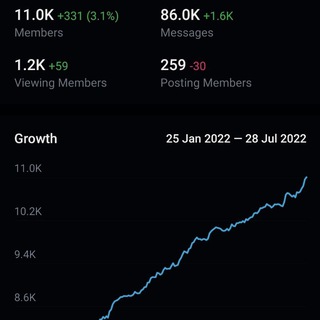 11.0K +331 (3.1%) 86.0K +1.6K
Members Messages
1.2K +59 259 -30
Viewing Members Posting Members
Growth 25 Jan 2022 — 28 Jul 2022
11.0K
10.2K
9.4K
8.6K